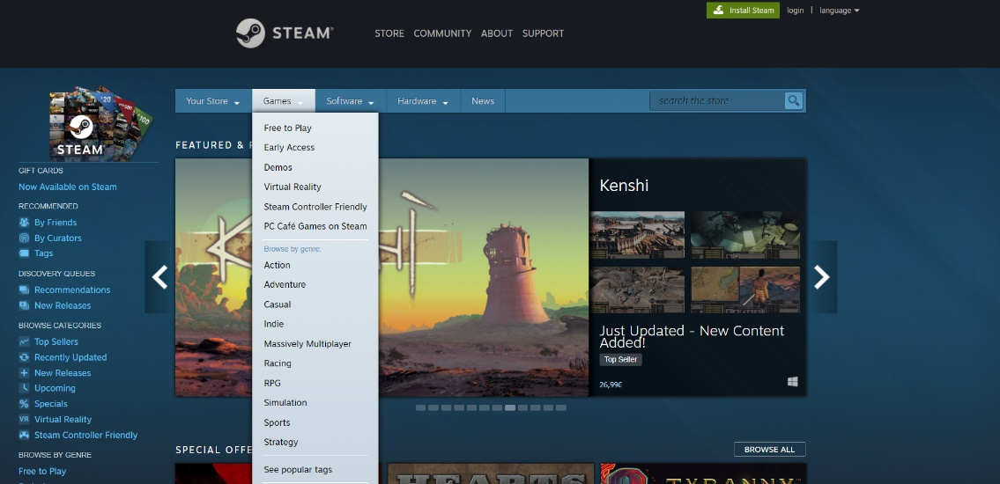 Install Steam
login | language
STEAM®
STORE COMMUNITY ABOUT SUPPORT
Your Store Games Software Hardware News
search the store
$20
$50
$100
STEAM®
GIFT CARDS
Now Available on Steam
RECOMMENDED
By Friends
By Curators
Tags
DISCOVERY QUEUES
Recommendations
New Releases
BROWSE CATEGORIES
Top Sellers
Recently Updated
New Releases
Upcoming
Specials
VR Virtual Reality
Steam Controller Friendly
BROWSE BY GENRE
Free to Play
Free to Play
Early Access
Demos
Virtual Reality
Steam Controller Friendly
PC Café Games on Steam
Browse by genre:
Action
Adventure
Casual
Indie
Massively Multiplayer
Racing
RPG
Simulation
Sports
Strategy
See popular tags
FEATURED &
Kenshi
Just Updated - New Content
Added!
Top Seller
26,99€
SPECIAL OFFE
BROWSE ALL
HEARTS
TYRANNY